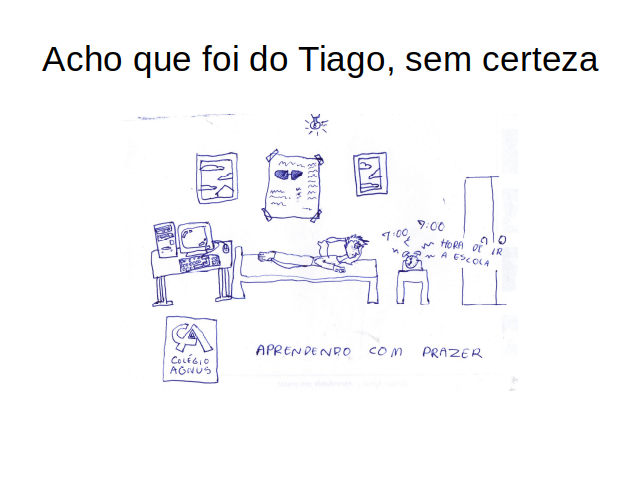 Acho que foi do Tiago, sem certeza
7:00
7:00
HORA DE IR
A ESCOLA
COLÉGIO
AGNUS
APRENDENDO COM PRAZER